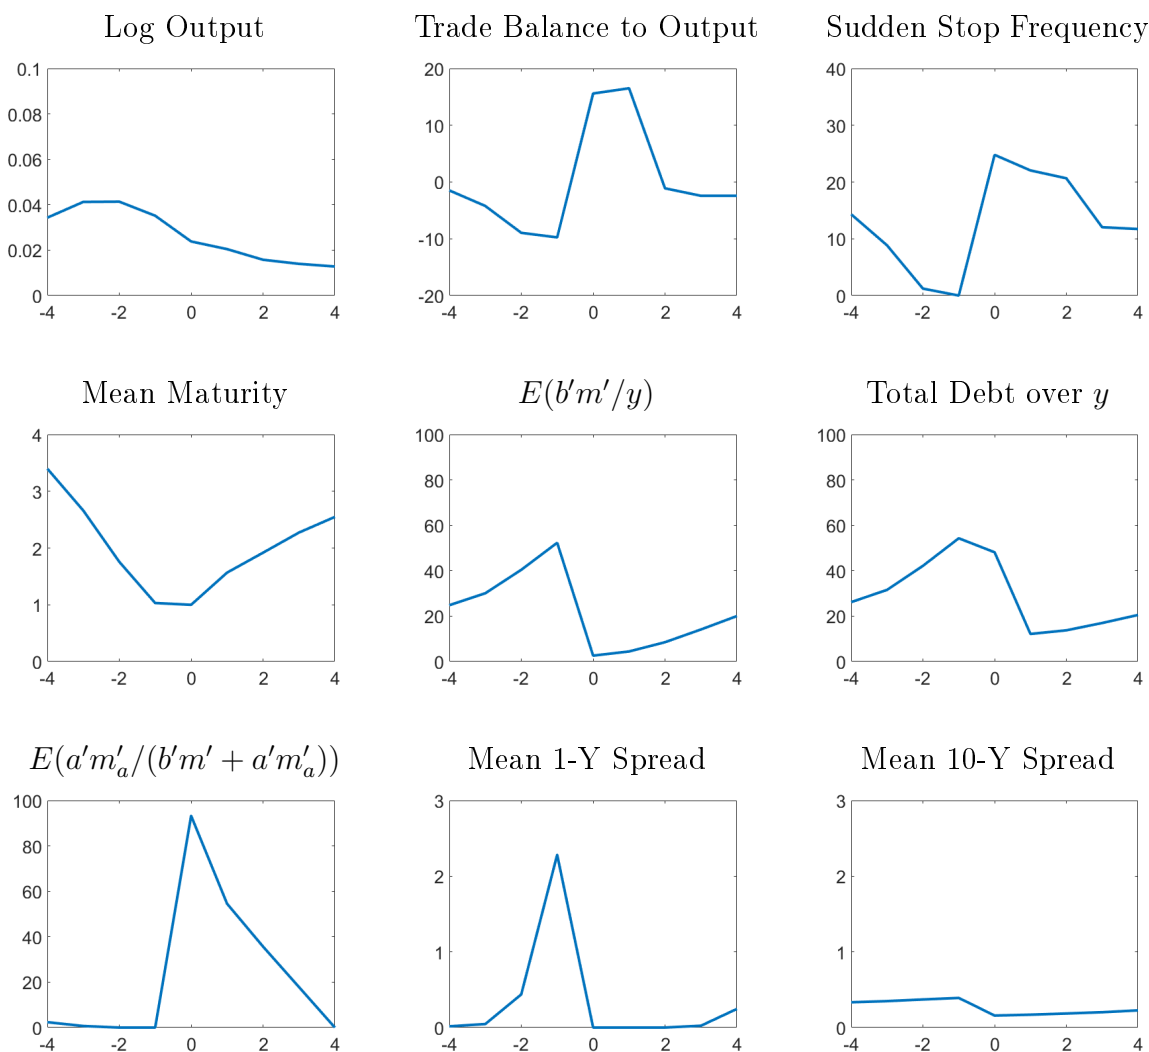 Log Output
Trade Balance to Output
Sudden Stop Frequency
0.1
0.08
0.06
0.04
0.02
0
-4 -2 0 2 4
20
10
0
-10
-20
-4 -2 0 2 4
40
30
20
10
0
-4 -2 0 2 4
Mean Maturity
E(b′m′/y)
Total Debt over y
4
3
2
1
0
-4 -2 0 2 4
100
80
60
40
20
0
-4 -2 0 2 4
100
80
60
40
20
0
-4 -2 0 2 4
E(a′m′ₐ/(b′m′ + a′m′ₐ))
Mean 1-Y Spread
Mean 10-Y Spread
100
80
60
40
20
0
-4 -2 0 2 4
3
2
1
0
-4 -2 0 2 4
3
2
1
0
-4 -2 0 2 4